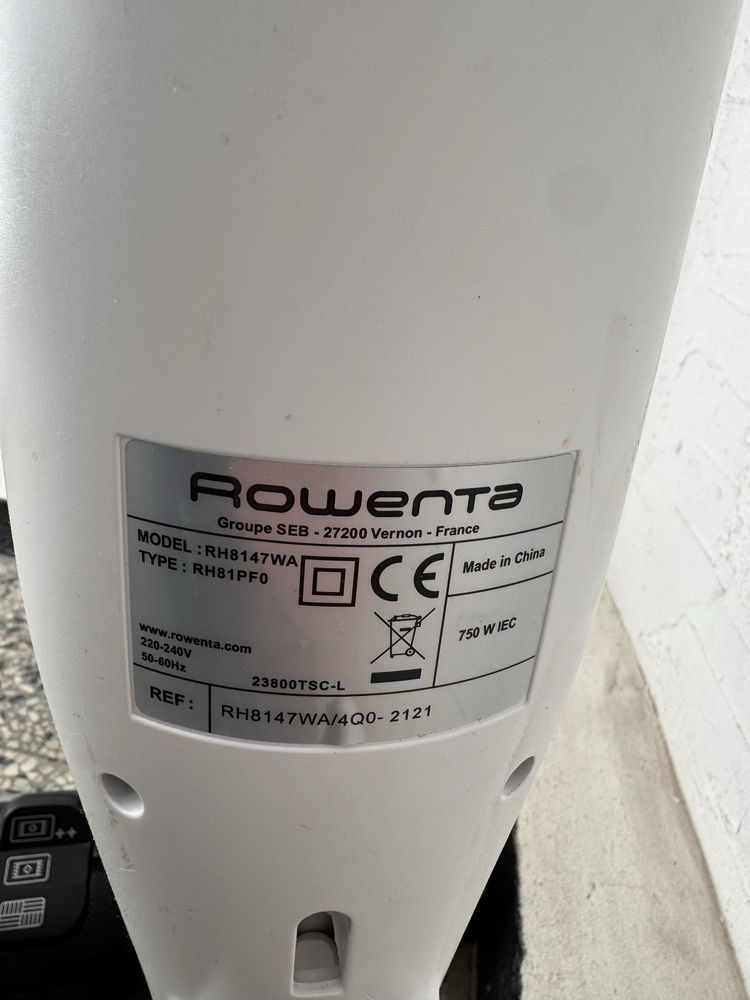 Rowenta
Groupe SEB - 27200 Vernon - France
MODEL : RH8147WA
TYPE : RH81PF0
CE
Made in China
750 W IEC
www.rowenta.com
220-240V
50-60Hz
23800TSC-L
REF :
RH8147WA/4Q0- 2121
++